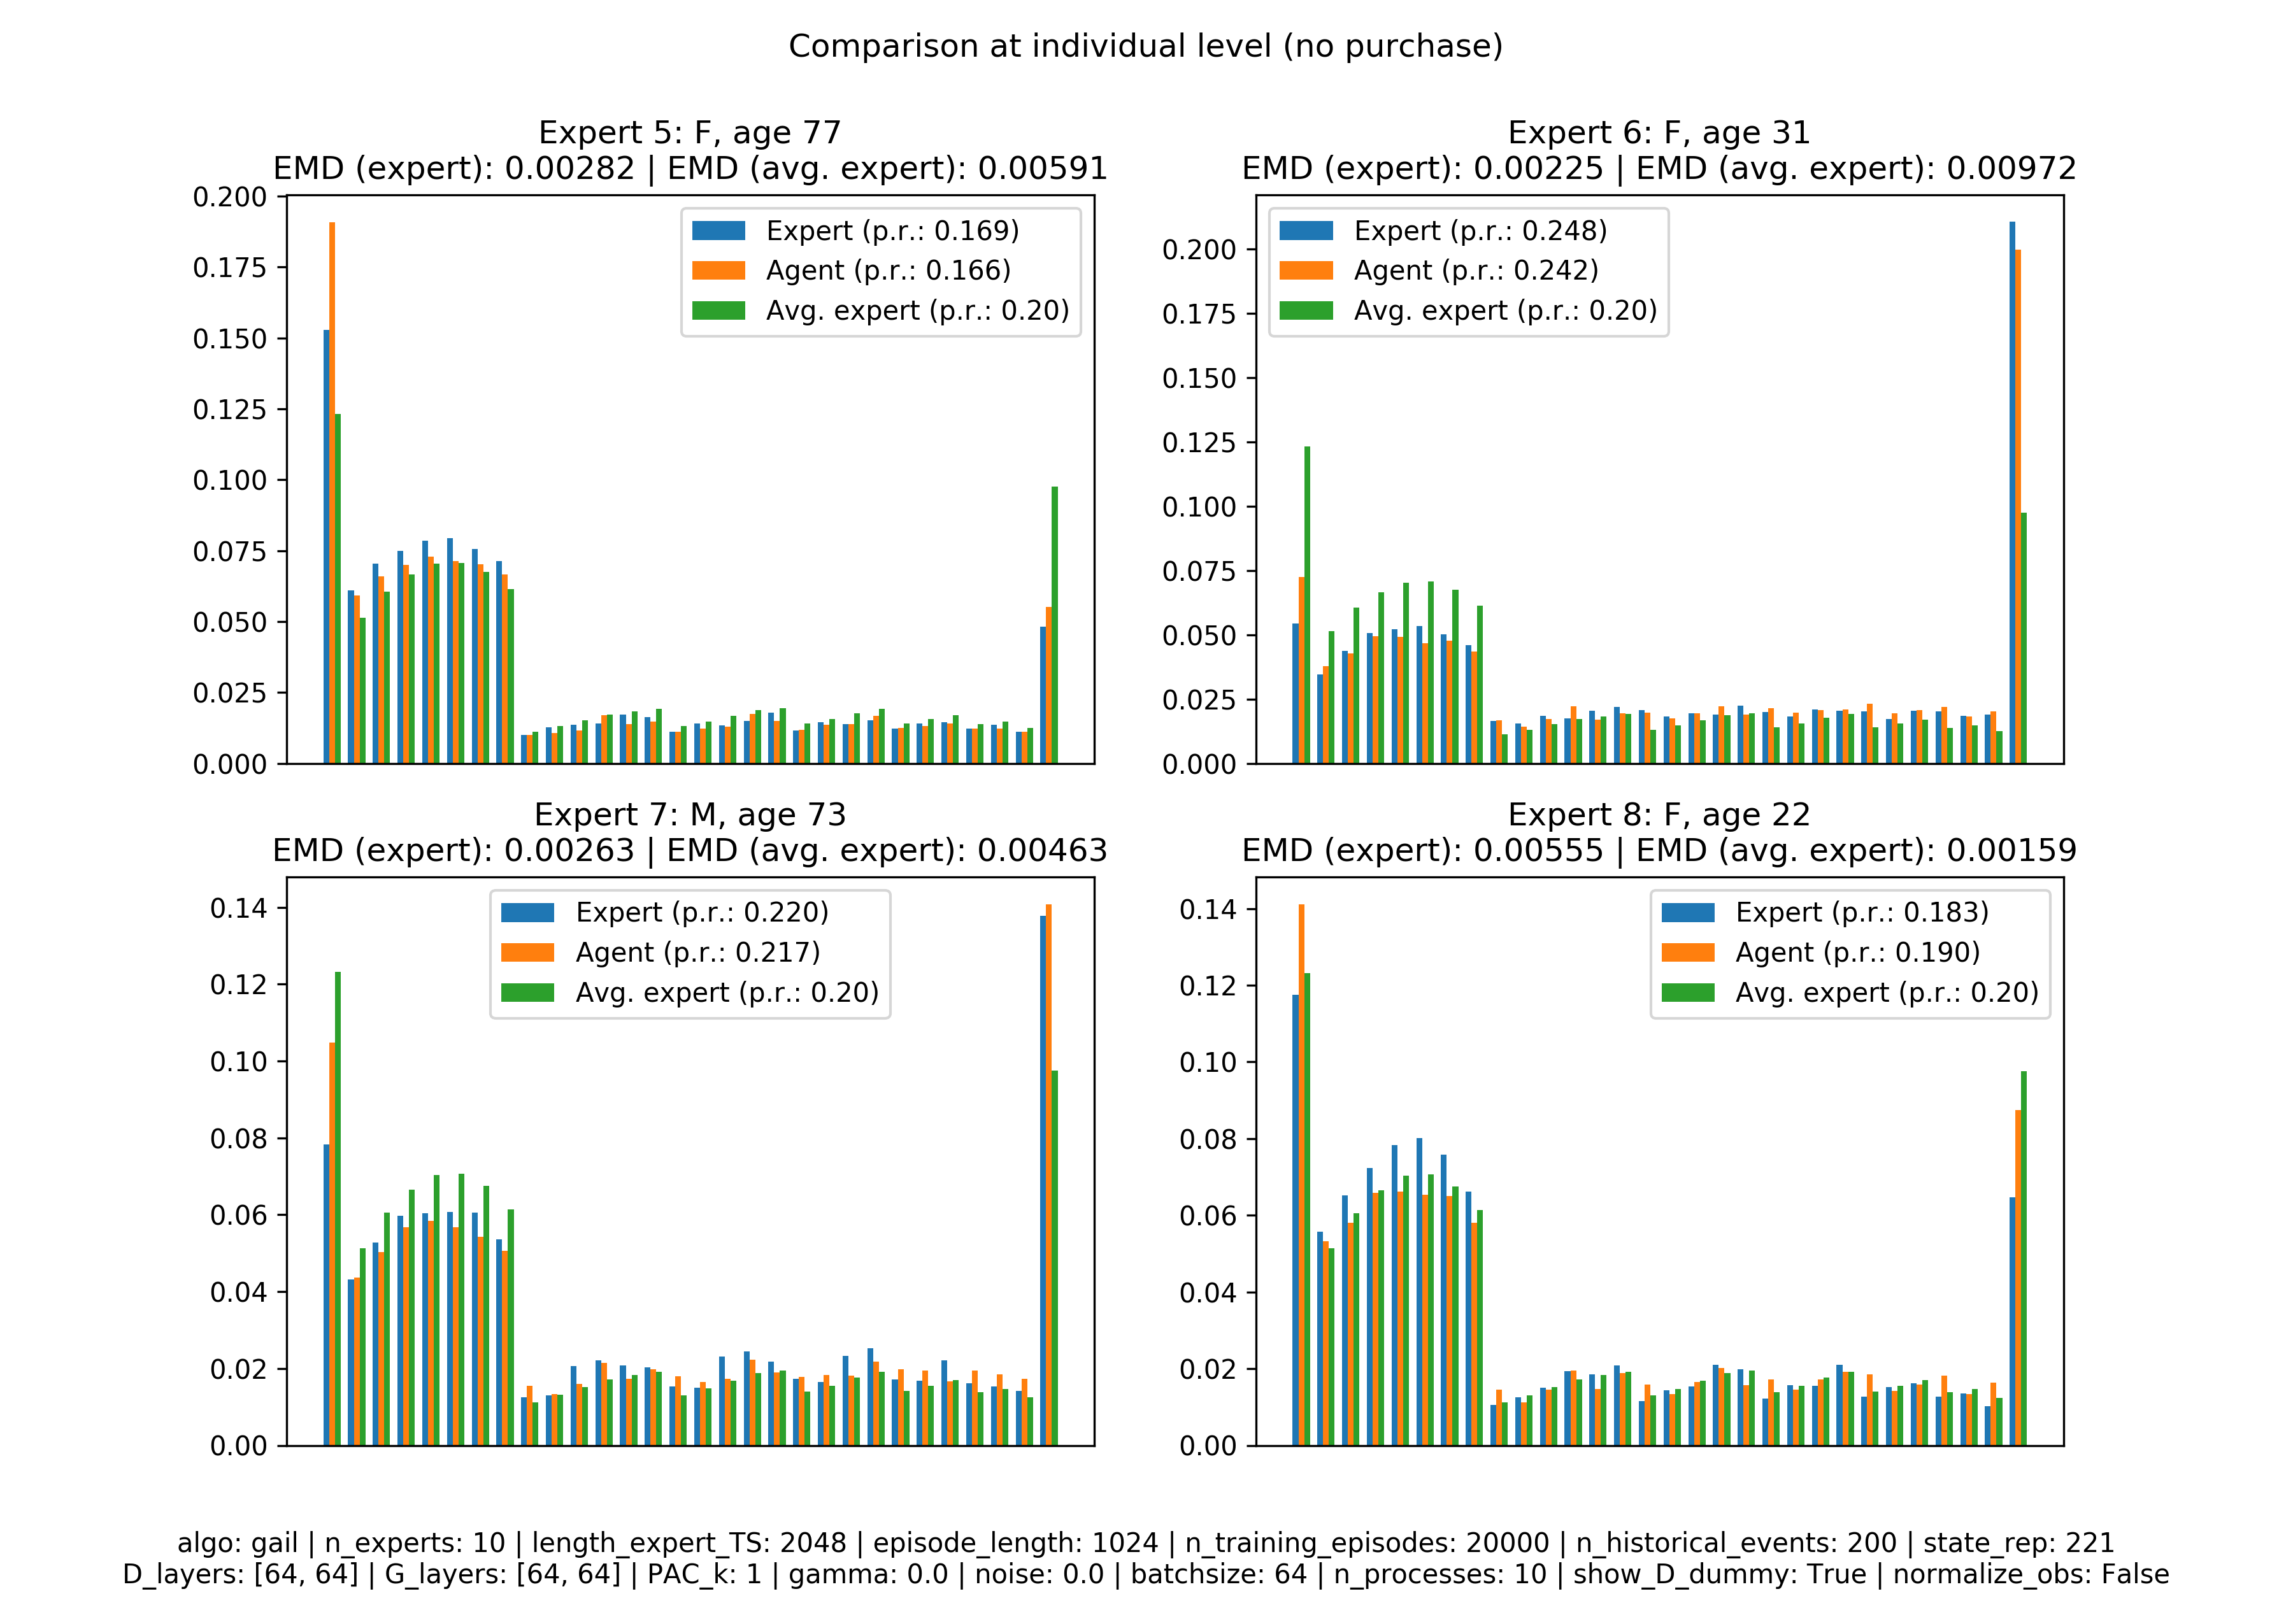 Comparison at individual level (no purchase)
Expert 5: F, age 77
EMD (expert): 0.00282 | EMD (avg. expert): 0.00591
0.200
0.175
0.150
0.125
0.100
0.075
0.050
0.025
0.000
Expert (p.r.: 0.169)
Agent (p.r.: 0.166)
Avg. expert (p.r.: 0.20)
Expert 6: F, age 31
EMD (expert): 0.00225 | EMD (avg. expert): 0.00972
0.200
0.175
0.150
0.125
0.100
0.075
0.050
0.025
0.000
Expert (p.r.: 0.248)
Agent (p.r.: 0.242)
Avg. expert (p.r.: 0.20)
Expert 7: M, age 73
EMD (expert): 0.00263 | EMD (avg. expert): 0.00463
0.14
0.12
0.10
0.08
0.06
0.04
0.02
0.00
Expert (p.r.: 0.220)
Agent (p.r.: 0.217)
Avg. expert (p.r.: 0.20)
Expert 8: F, age 22
EMD (expert): 0.00555 | EMD (avg. expert): 0.00159
0.14
0.12
0.10
0.08
0.06
0.04
0.02
0.00
Expert (p.r.: 0.183)
Agent (p.r.: 0.190)
Avg. expert (p.r.: 0.20)
algo: gail | n_experts: 10 | length_expert_TS: 2048 | episode_length: 1024 | n_training_episodes: 20000 | n_historical_events: 200 | state_rep: 221
D_layers: [64, 64] | G_layers: [64, 64] | PAC_k: 1 | gamma: 0.0 | noise: 0.0 | batchsize: 64 | n_processes: 10 | show_D_dummy: True | normalize_obs: False